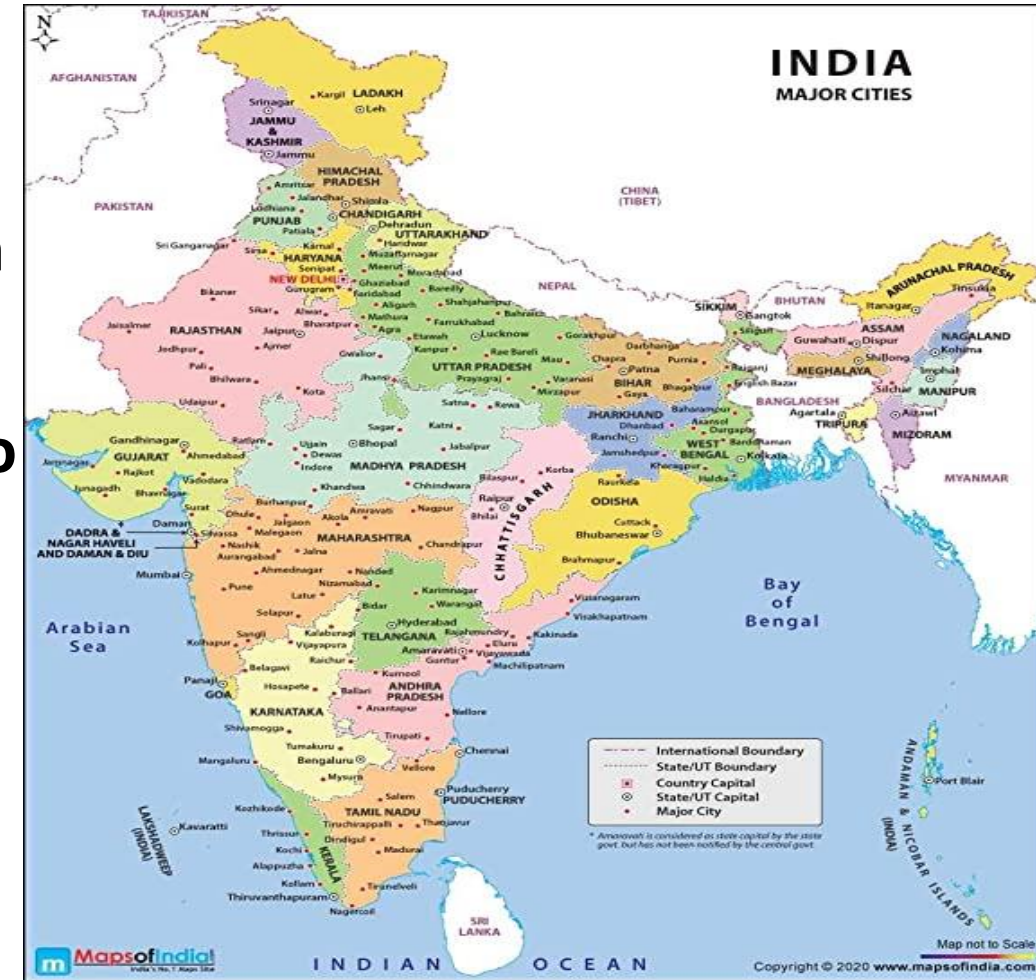 N
TAJIKISTAN
INDIA
MAJOR CITIES
AFGHANISTAN
Kargil
LADAKH
Leh
Srinagar
JAMMU
&
KASHMIR
Jammu
HIMACHAL
PRADESH
CHINA
(TIBET)
PAKISTAN
Amritsar
Jalandhar
Shimla
Ludhiana
PUNJAB
CHANDIGARH
Patiala
Dehradun
UTTARAKHAND
Haridwar
Sri Ganganagar
Sirsa
Karnal
HARYANA
Muzaffarnagar
Sonipat
Meerut
Moradabad
NEW DELHI
Ghaziabad
Gurugram
Faridabad
Bareilly
NEPAL
BHUTAN
SIKKIM
Gangtok
ARUNACHAL PRADESH
Itanagar
Tinsukia
Bikaner
Sikar
Alwar
Mathura
Aligarh
Shahjahanpur
Bahraich
Jaisalmer
RAJASTHAN
Jaipur
Bharatpur
Agra
Farrukhabad
Etawah
Lucknow
Gorakhpur
Siliguri
ASSAM
Guwahati
Dispur
NAGALAND
Kohima
Jodhpur
Ajmer
Gwalior
Kanpur
Rae Bareli
Mau
Chapra
Darbhanga
Purnia
Patna
Raiganj
MEGHALAYA
Shillong
Imphal
Pali
Bhilwara
Kota
Jhansi
UTTAR PRADESH
Prayagraj
Varanasi
Mirzapur
BIHAR
Gaya
Bhagalpur
English Bazar
Silchar
MANIPUR
Udaipur
Satna
Rewa
BANGLADESH
JHARKHAND
Baharampur
Agartala
TRIPURA
Aizawl
MIZORAM
Dhanbad
Asansol
Durgapur
Ranchi
WEST
BENGAL
Barddhaman
Jamshedpur
Kolkata
Kharagpur
Haldia
MYANMAR
Gandhinagar
GUJARAT
Ahmedabad
Ratlam
Ujjain
Dewas
Indore
Sagar
Katni
Bhopal
Jabalpur
MADHYA PRADESH
Jamnagar
Rajkot
Vadodara
Junagadh
Bhavnagar
Khandwa
Chhindwara
Bilaspur
Korba
Raipur
Bhilai
CHHATTISGARH
Raurkela
ODISHA
Surat
Burhanpur
Daman
Dhule
Jalgaon
Akola
Amravati
Nagpur
Cuttack
Bhubaneswar
DADRA &
NAGAR HAVELI
AND DAMAN & DIU
Silvassa
Malegaon
MAHARASHTRA
Nashik
Jalna
Aurangabad
Chandrapur
Brahmapur
Mumbai
Ahmednagar
Nanded
Pune
Nizamabad
Karimnagar
Latur
Warangal
Vizianagaram
Solapur
Bidar
Visakhapatnam
Arabian
Sea
Bay
of
Bengal
Hyderabad
TELANGANA
Rajahmundry
Kakinada
Kolhapur
Sangli
Kalaburagi
Vijayapura
Eluru
Amaravati
Vijayawada
Raichur
Guntur
Machilipatnam
Belagavi
Kurnool
Panaji
GOA
Hosapete
Ballari
ANDHRA
PRADESH
KARNATAKA
Anantapur
Nellore
Shivamogga
Tirupati
Tumakuru
Bengaluru
Chennai
Mangaluru
Vellore
Mysuru
Puducherry
PUDUCHERRY
Salem
Kozhikode
TAMIL NADU
Tiruchirappalli
Thanjavur
LAKSHADWEEP
(INDIA)
Kavaratti
Thrissur
Dindigul
Kochi
KERALA
Madurai
Alappuzha
Kollam
Tirunelveli
Thiruvanthapuram
Nagercoil
SRI
LANKA
International Boundary
State/UT Boundary
Country Capital
State/UT Capital
Major City
* Amaravati is considered as state capital by the state
govt. but has not been notified by the central govt.
Port Blair
ANDAMAN & NICOBAR ISLANDS
(INDIA)
m MapsofIndia
India's No. 1 Maps Site
INDIAN OCEAN
Map not to Scale
Copyright © 2020 www.mapsofindia.com